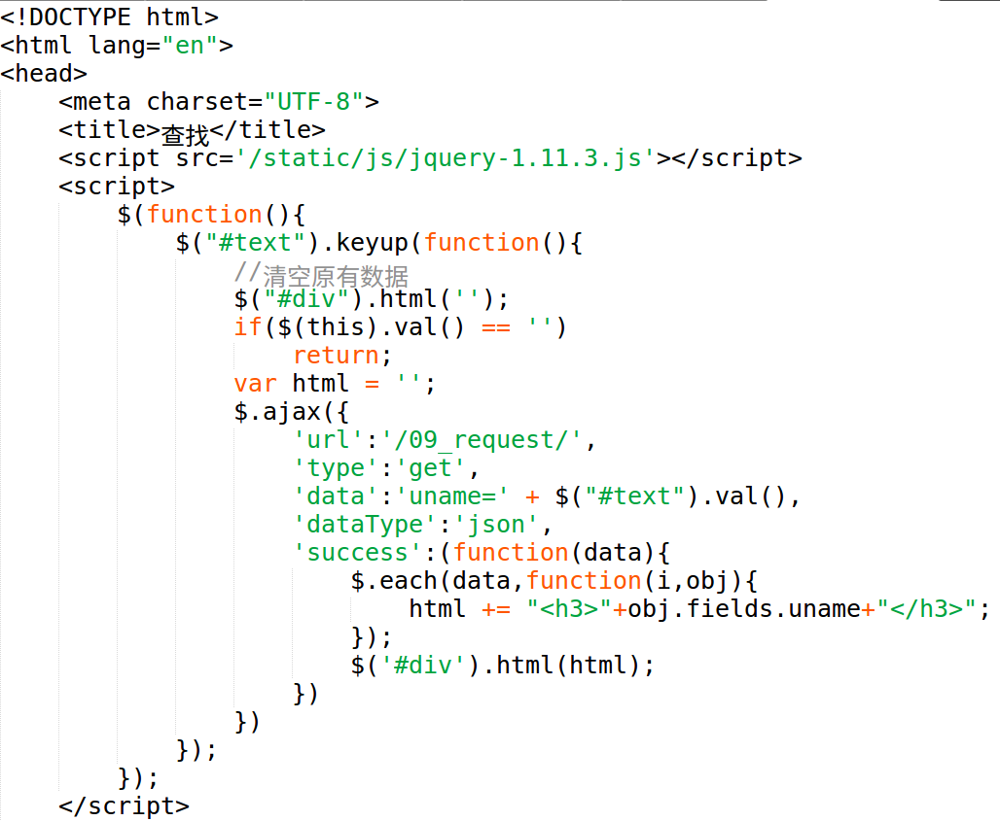 <!DOCTYPE html>
<html lang="en">
<head>
    <meta charset="UTF-8">
    <title>查找</title>
    <script src='/static/js/jquery-1.11.3.js'></script>
    <script>
        $(function(){
            $("#text").keyup(function(){
                //清空原有数据
                $("#div").html('');
                if($(this).val() == '')
                    return;
                var html = '';
                $.ajax({
                    'url':'/09_request/',
                    'type':'get',
                    'data':'uname=' + $("#text").val(),
                    'dataType':'json',
                    'success':(function(data){
                        $.each(data,function(i,obj){
                            html += "<h3>"+obj.fields.uname+"</h3>";
                        });
                        $('#div').html(html);
                    })
                })
            });
        });
    </script>